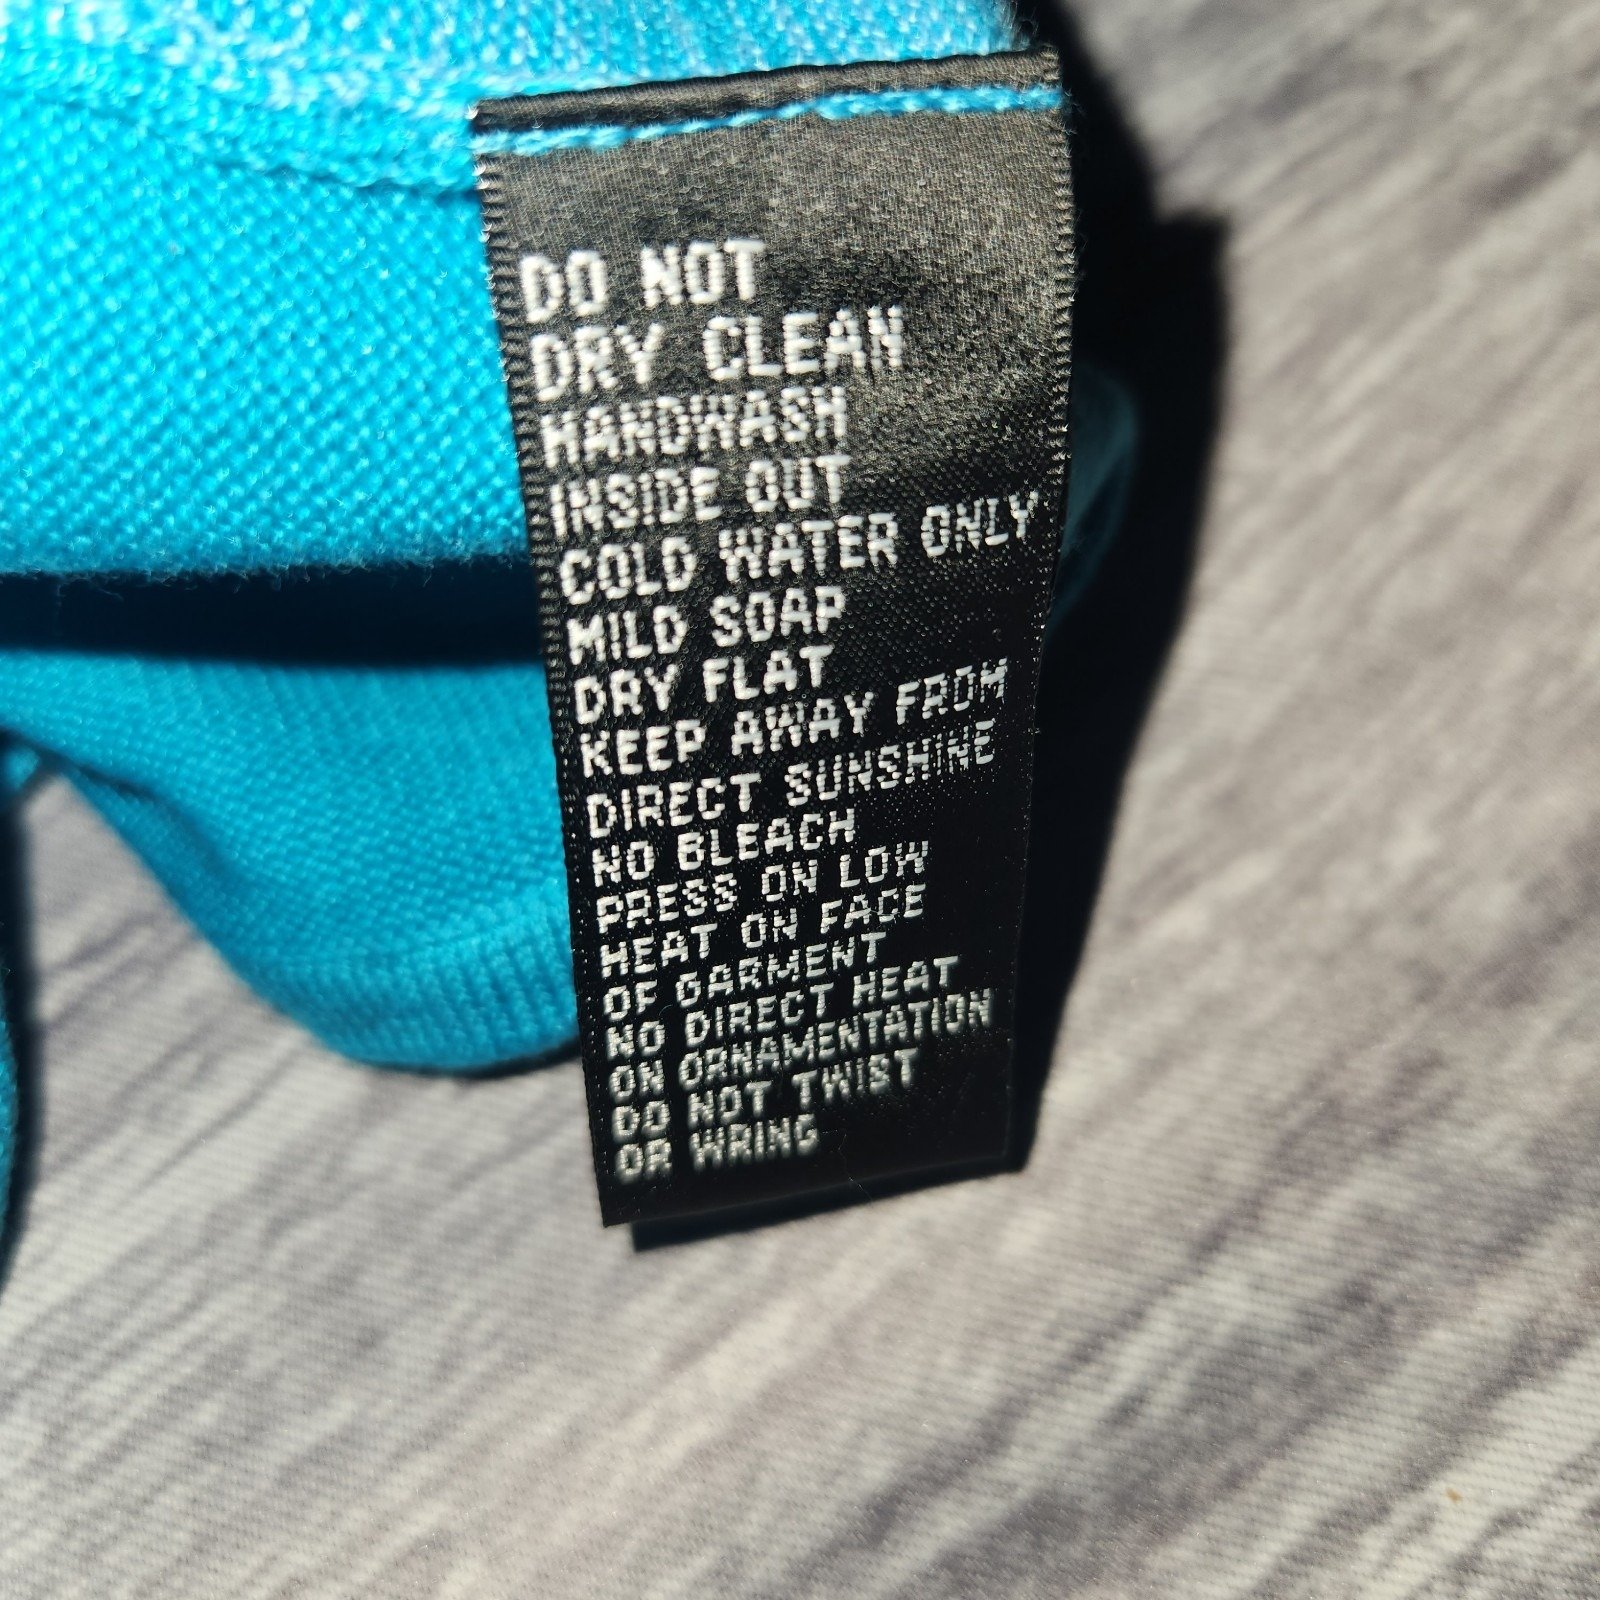 DO NOT
DRY CLEAN
HANDWASH
INSIDE OUT
COLD WATER ONLY
MILD SOAP
DRY FLAT
KEEP AWAY FROM
DIRECT SUNSHINE
NO BLEACH
PRESS ON LOW
HEAT ON FACE
OF GARMENT
NO DIRECT HEAT
ON ORNAMENTATION
DO NOT TWIST
OR WRING